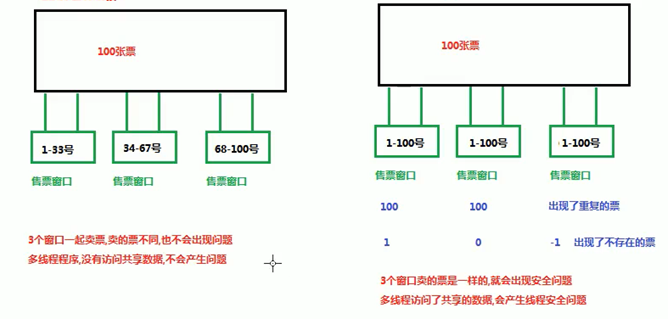 100张票
1-33号
34-67号
68-100号
售票窗口
售票窗口
售票窗口
3个窗口一起卖票,卖的票不同,也不会出现问题
多线程程序,没有访问共享数据,不会产生问题
100张票
1-100号
1-100号
1-100号
售票窗口
售票窗口
售票窗口
100 100 出现了重复的票
1 0 -1 出现了不存在的票
3个窗口卖的票是一样的,就会出现安全问题
多线程访问了共享的数据,会产生线程安全问题